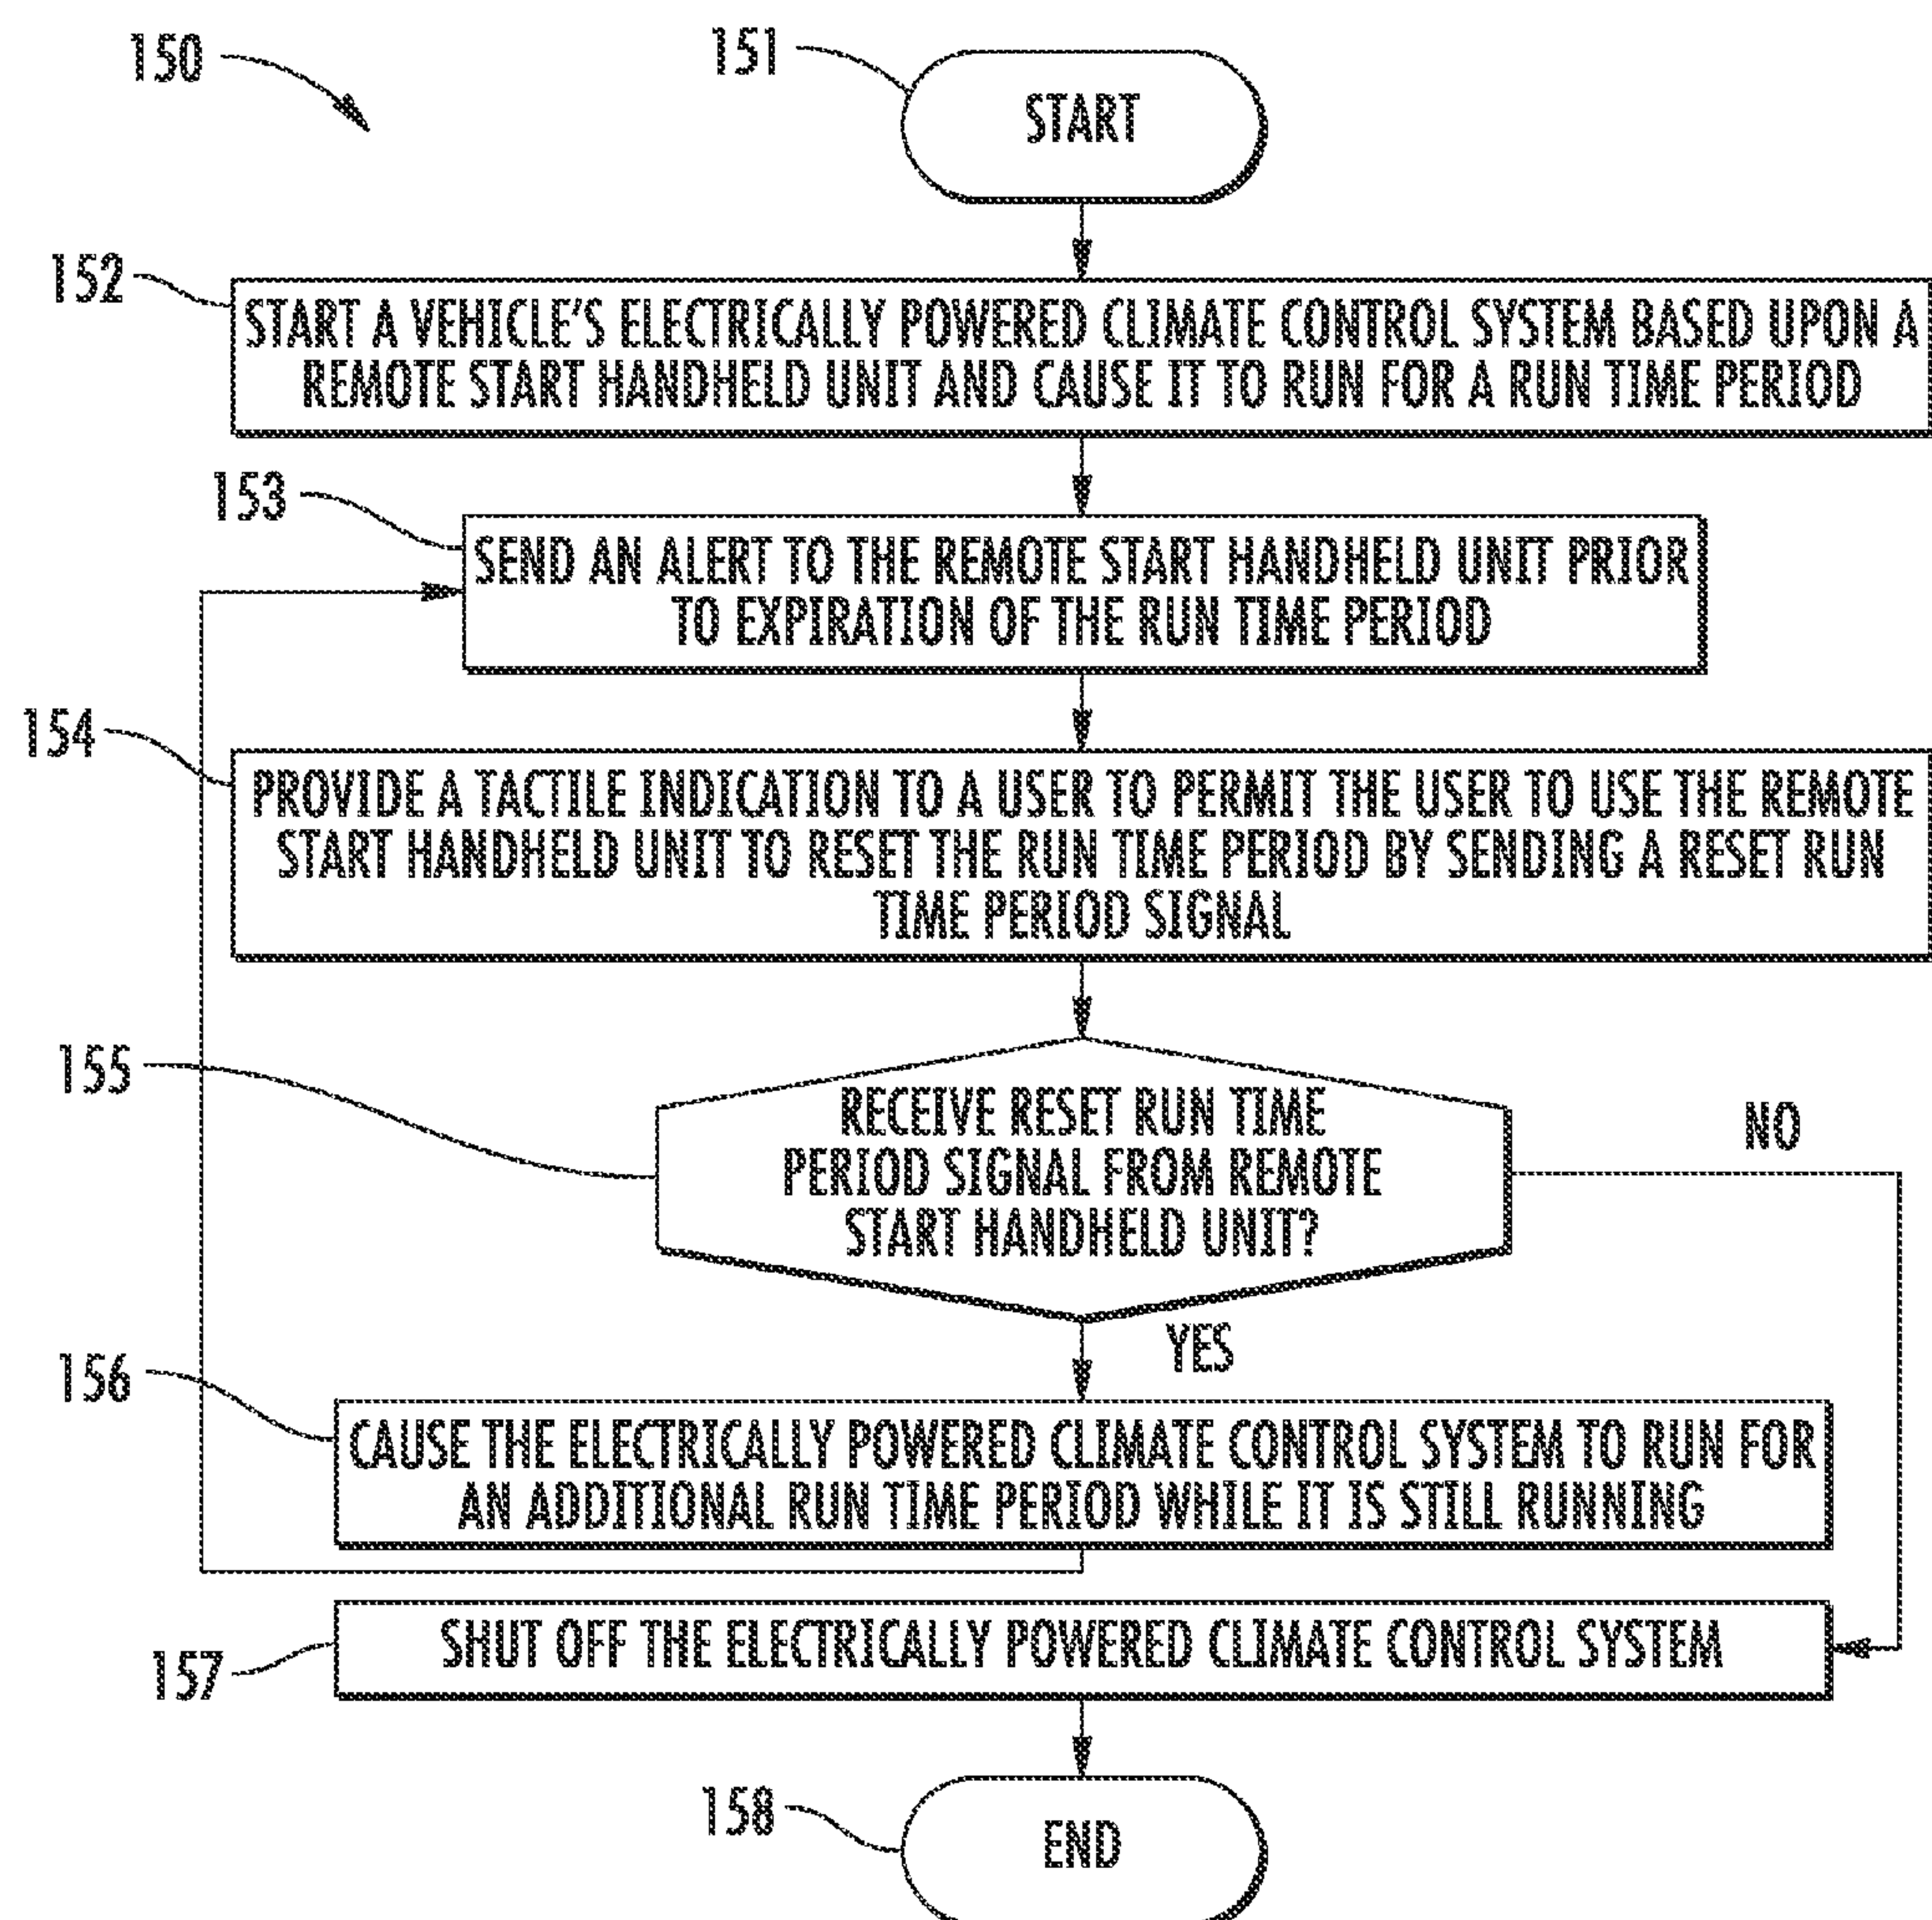 150
151
START
152
START A VEHICLE'S ELECTRICALLY POWERED CLIMATE CONTROL SYSTEM BASED UPON A
REMOTE START HANDHELD UNIT AND CAUSE IT TO RUN FOR A RUN TIME PERIOD
153
SEND AN ALERT TO THE REMOTE START HANDHELD UNIT PRIOR
TO EXPIRATION OF THE RUN TIME PERIOD
154
PROVIDE A TACTILE INDICATION TO A USER TO PERMIT THE USER TO USE THE REMOTE
START HANDHELD UNIT TO RESET THE RUN TIME PERIOD BY SENDING A RESET RUN
TIME PERIOD SIGNAL
155
RECEIVE RESET RUN TIME
PERIOD SIGNAL FROM REMOTE
START HANDHELD UNIT?
NO
YES
156
CAUSE THE ELECTRICALLY POWERED CLIMATE CONTROL SYSTEM TO RUN FOR
AN ADDITIONAL RUN TIME PERIOD WHILE IT IS STILL RUNNING
157
SHUT OFF THE ELECTRICALLY POWERED CLIMATE CONTROL SYSTEM
158
END